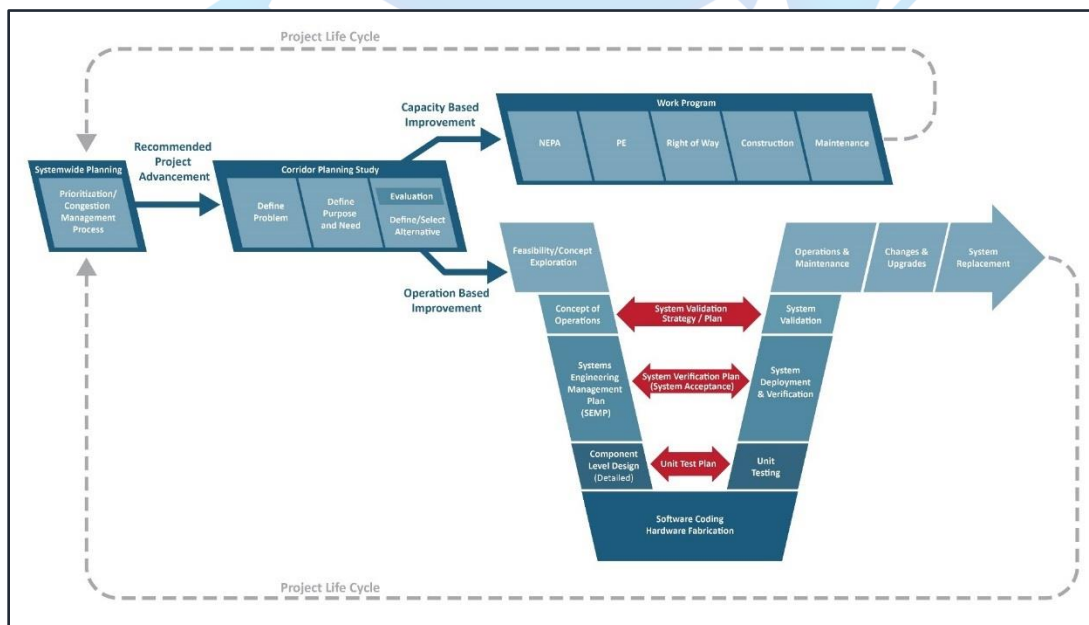 Project Life Cycle
Capacity Based
Improvement
Work Program
NEPA
PE
Right of Way
Construction
Maintenance
Recommended
Project
Advancement
Systemwide Planning
Prioritization/
Congestion
Management
Process
Corridor Planning Study
Define
Problem
Define
Purpose
and Need
Evaluation
Define/Select
Alternative
Operation Based
Improvement
Feasibility/Concept
Exploration
Operations &
Maintenance
Changes &
Upgrades
System
Replacement
Concept of
Operations
System Validation
Strategy / Plan
System
Validation
Systems
Engineering
Management
Plan
(SEMP)
System Verification Plan
(System Acceptance)
System
Deployment
& Verification
Component
Level Design
(Detailed)
Unit Test Plan
Unit
Testing
Software Coding
Hardware Fabrication
Project Life Cycle